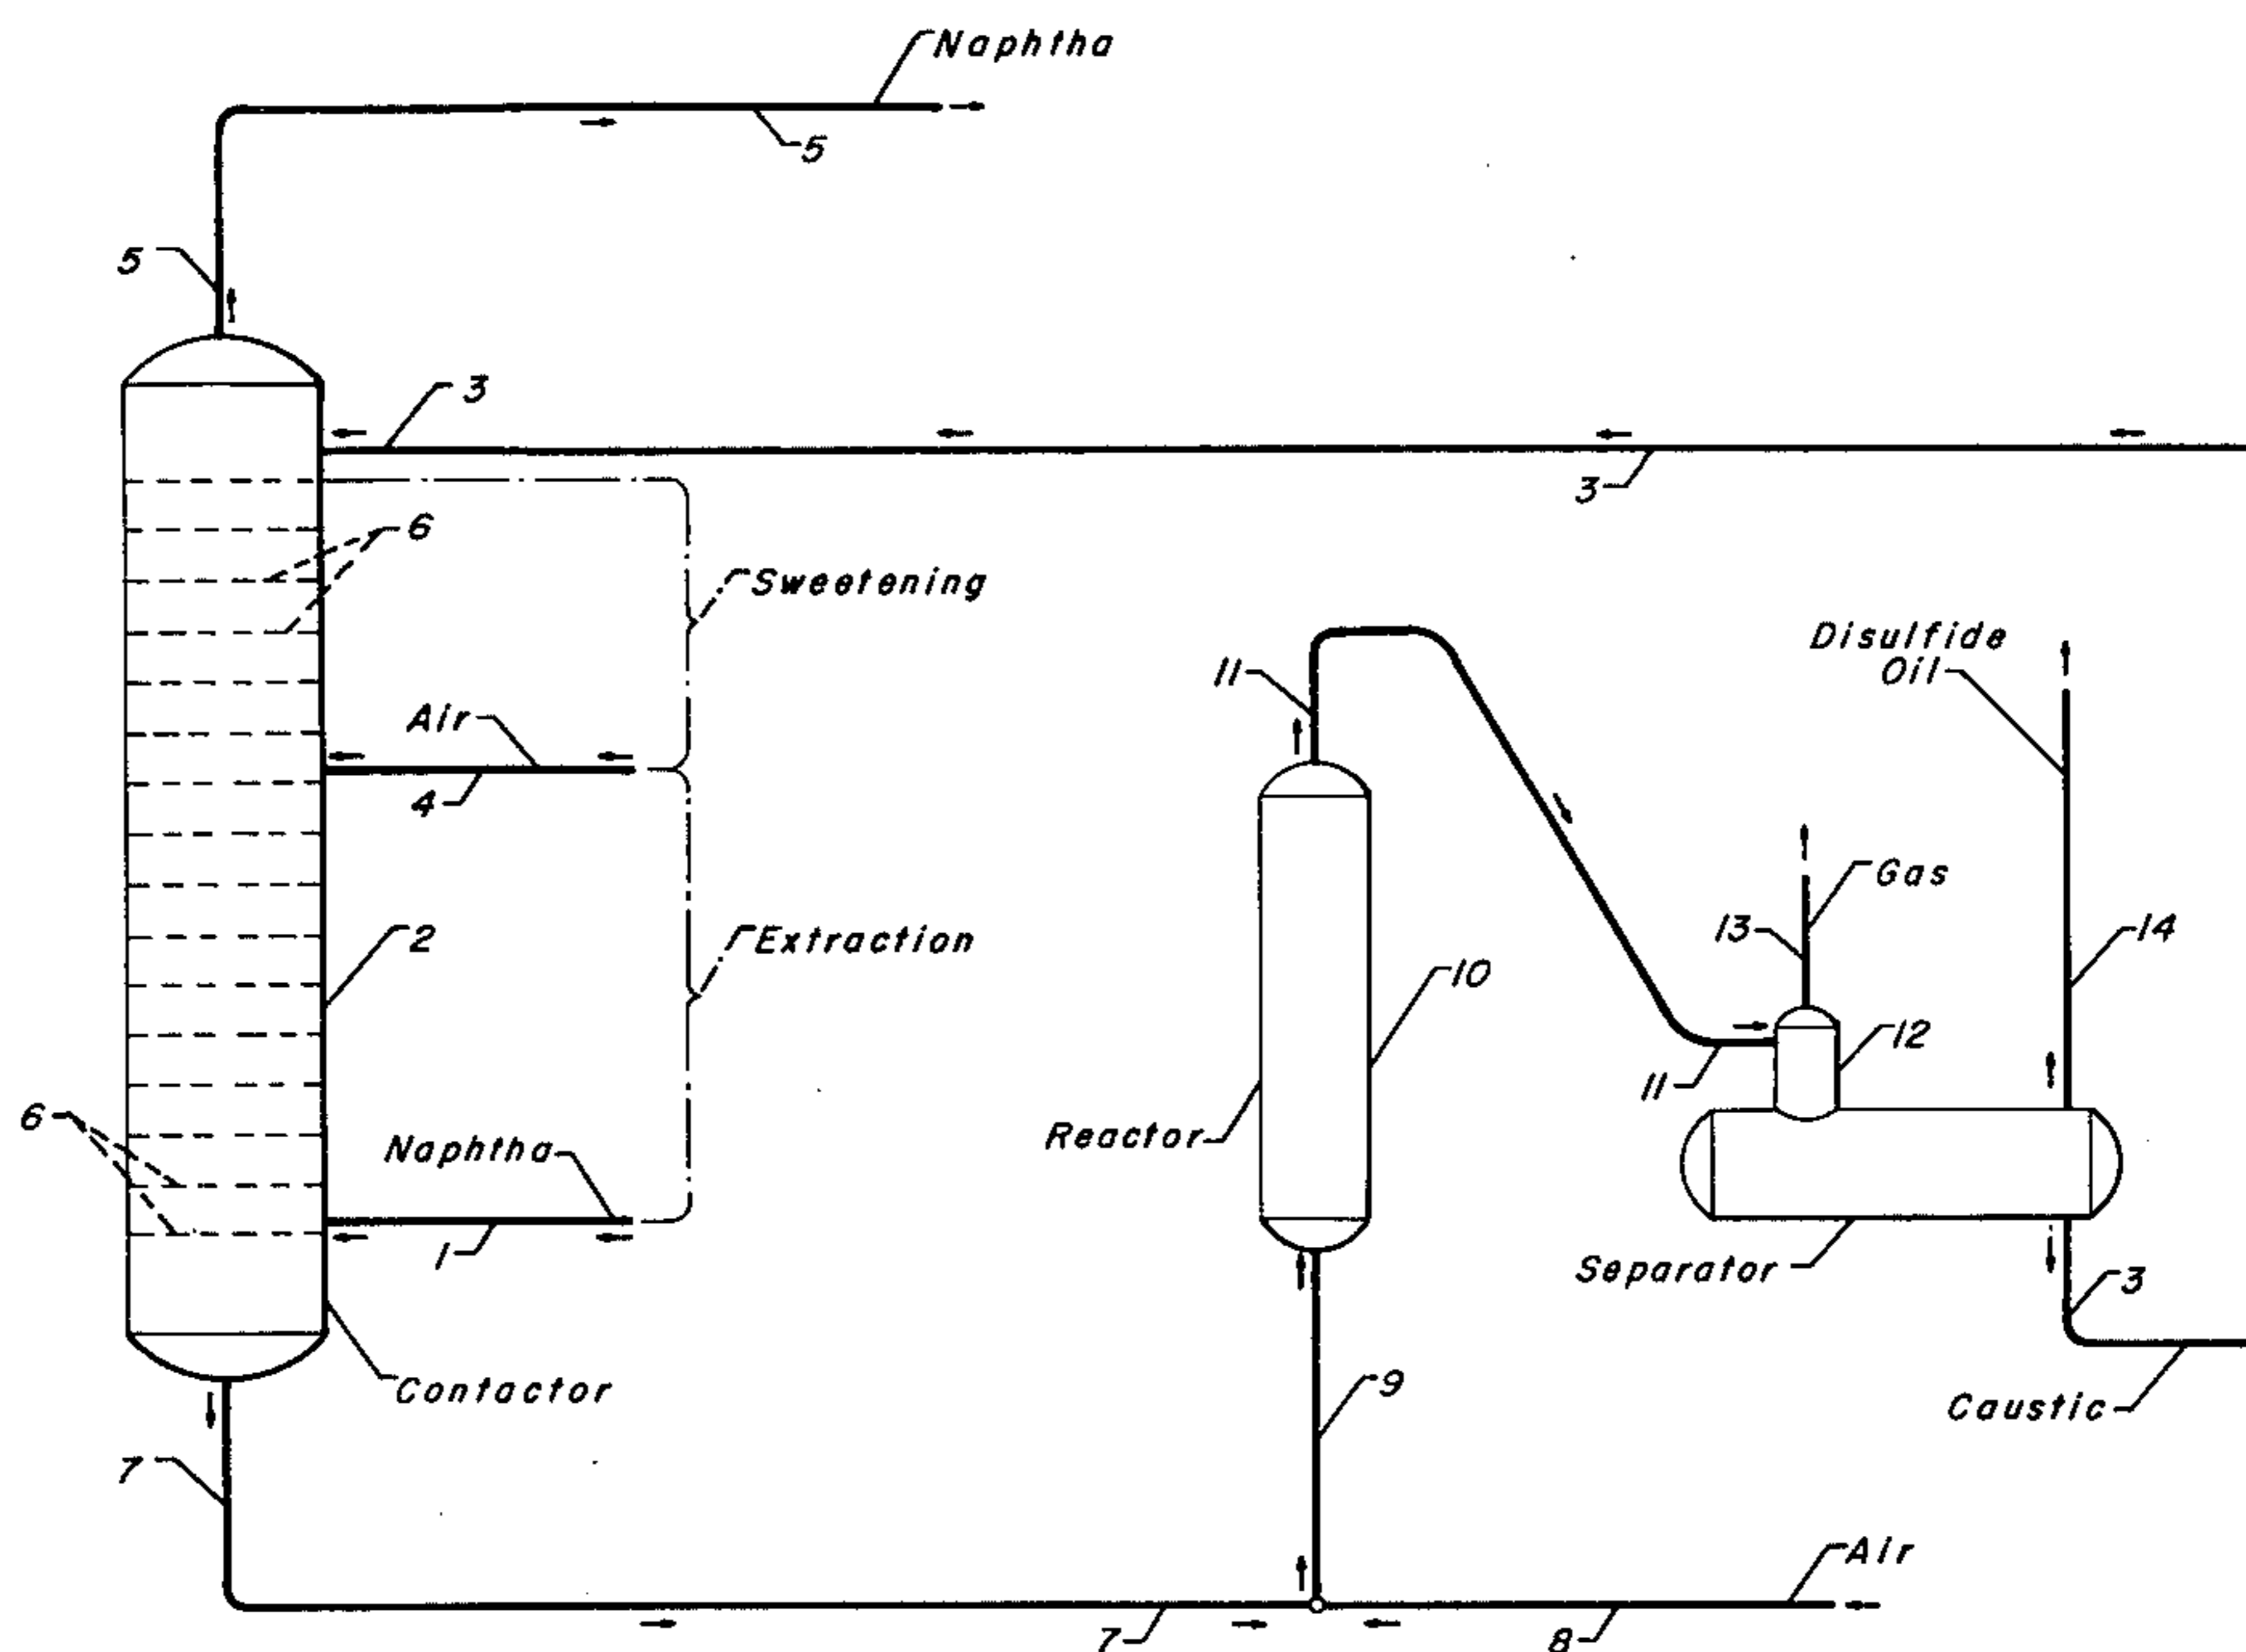 Naphtha
5
5
3
3
6
Sweetening
Disulfide
Oil
11
Air
4
Gas
2
Extraction
13
14
10
12
11
6
Naphtha
Reactor
1
Separator
3
Contactor
9
Caustic
7
Air
7
8